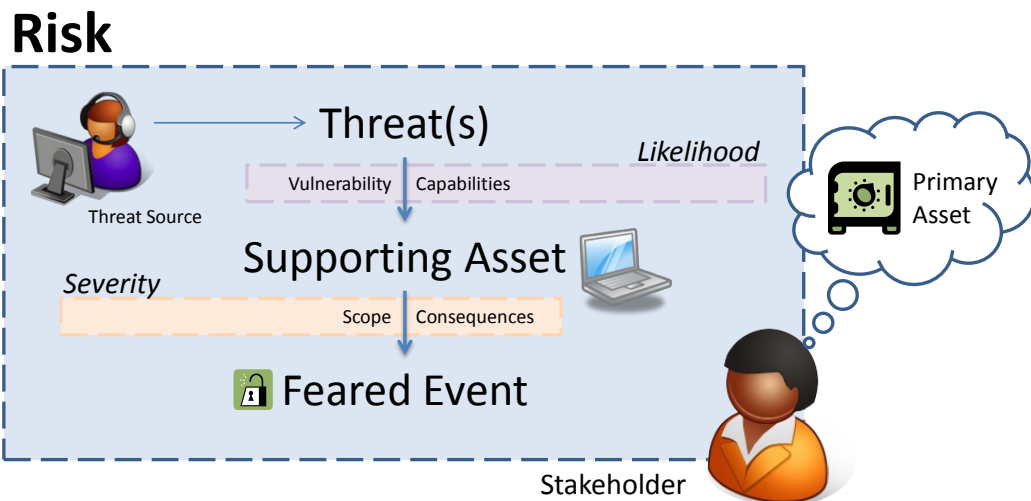 Risk
Threat(s)
Likelihood
Vulnerability Capabilities
Threat Source
Primary
Asset
Supporting Asset
Severity
Scope Consequences
Feared Event
Stakeholder